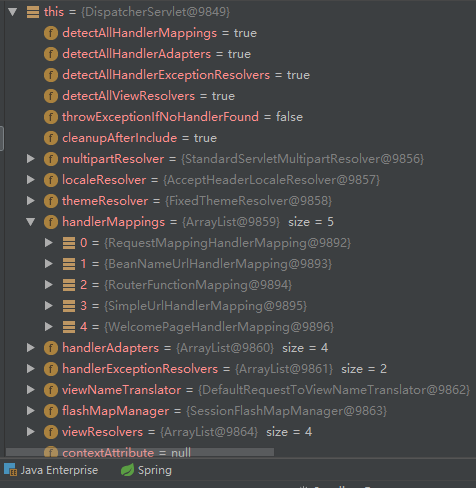 this = {DispatcherServlet@9849}
detectAllHandlerMappings = true
detectAllHandlerAdapters = true
detectAllHandlerExceptionResolvers = true
detectAllViewResolvers = true
throwExceptionIfNoHandlerFound = false
cleanupAfterInclude = true
multipartResolver = {StandardServletMultipartResolver@9856}
localeResolver = {AcceptHeaderLocaleResolver@9857}
themeResolver = {FixedThemeResolver@9858}
handlerMappings = {ArrayList@9859} size = 5
0 = {RequestMappingHandlerMapping@9892}
1 = {BeanNameUrlHandlerMapping@9893}
2 = {RouterFunctionMapping@9894}
3 = {SimpleUrlHandlerMapping@9895}
4 = {WelcomePageHandlerMapping@9896}
handlerAdapters = {ArrayList@9860} size = 4
handlerExceptionResolvers = {ArrayList@9861} size = 2
viewNameTranslator = {DefaultRequestToViewNameTranslator@9862}
flashMapManager = {SessionFlashMapManager@9863}
viewResolvers = {ArrayList@9864} size = 4
contextAttribute = null
Java Enterprise Spring